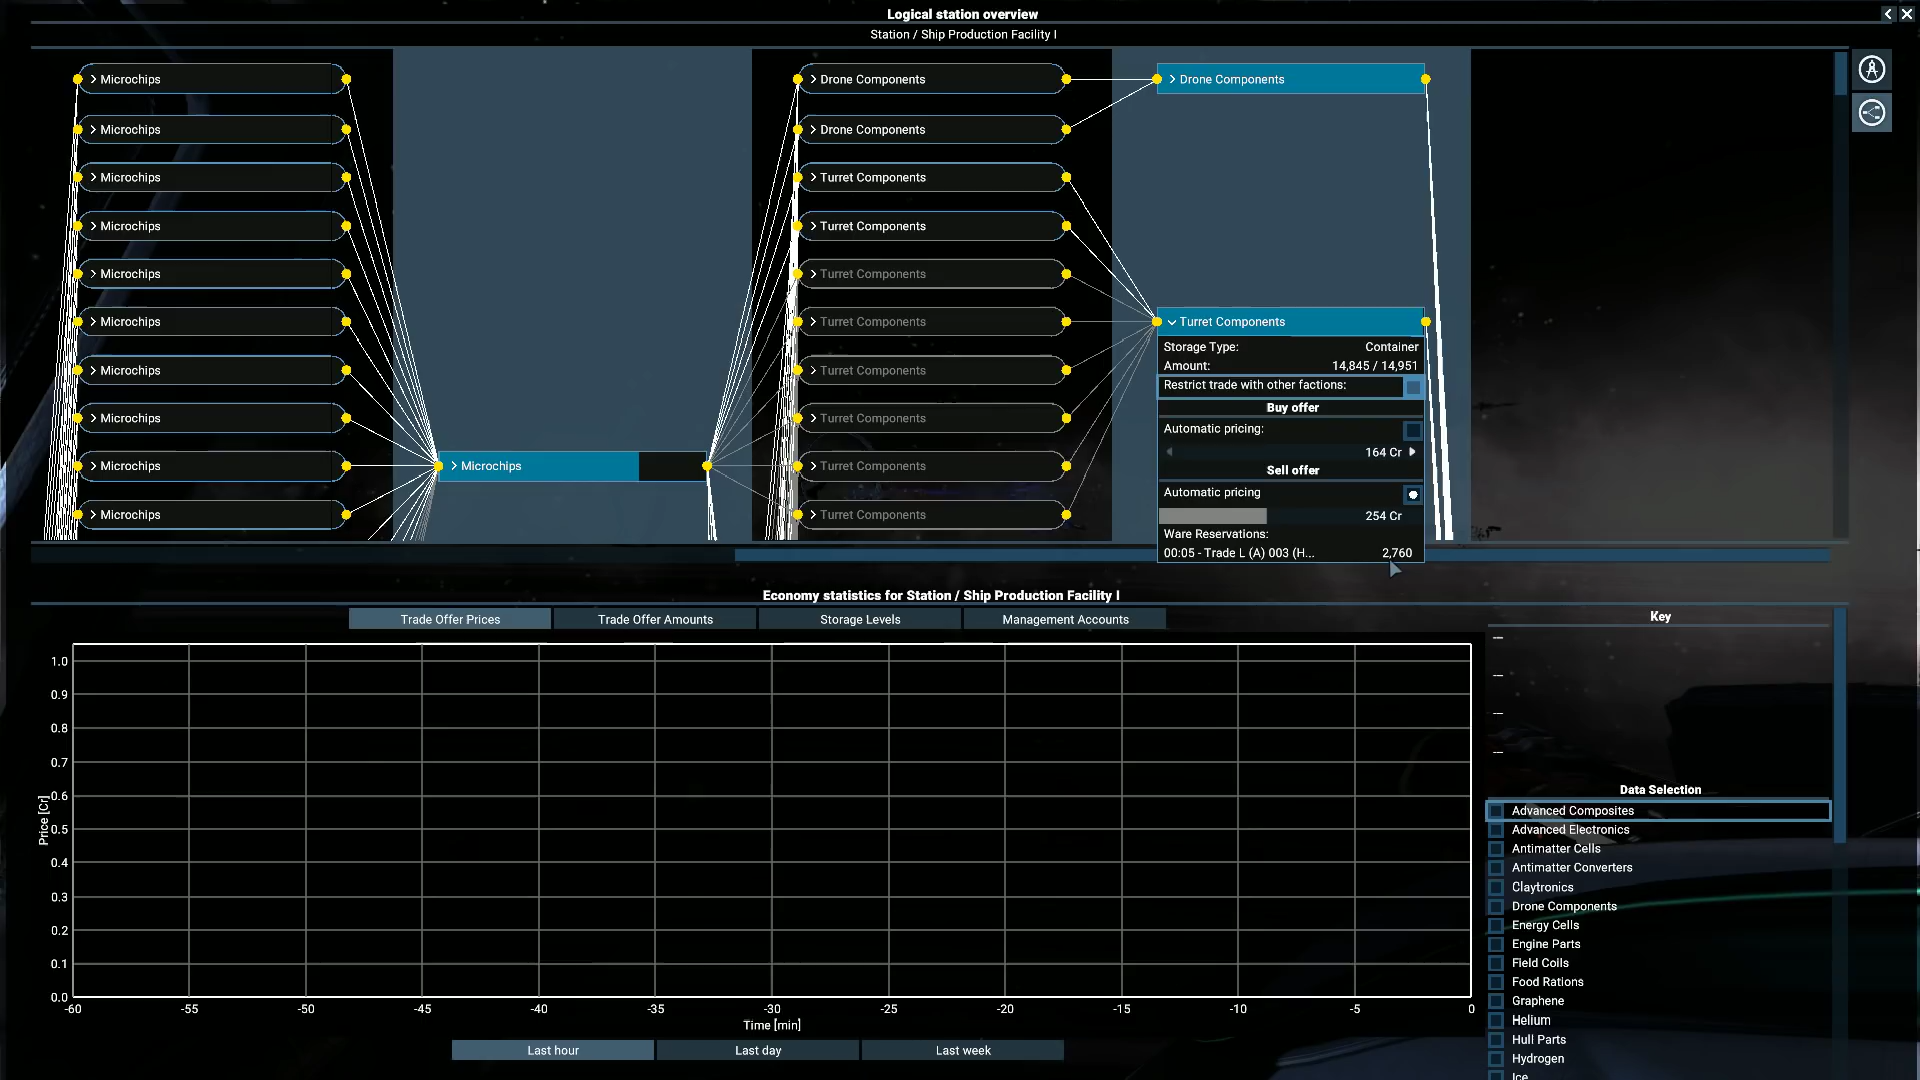 Logical station overview
Station / Ship Production Facility I
Microchips
Microchips
Microchips
Microchips
Microchips
Microchips
Microchips
Microchips
Microchips
Microchips
Microchips
Drone Components
Drone Components
Turret Components
Turret Components
Turret Components
Turret Components
Turret Components
Turret Components
Turret Components
Turret Components
Drone Components
Turret Components
Storage Type: Container
Amount: 14,845 / 14,951
Restrict trade with other factions:
Buy offer
Automatic pricing:
164 Cr
Sell offer
Automatic pricing
254 Cr
Ware Reservations:
00:05 - Trade L (A) 003 (H... 2,760
Economy statistics for Station / Ship Production Facility I
Trade Offer Prices Trade Offer Amounts Storage Levels Management Accounts
Price [Cr]
1.0
0.9
0.8
0.7
0.6
0.5
0.4
0.3
0.2
0.1
0.0
-60 -55 -50 -45 -40 -35 -30 -25 -20 -15 -10 -5 0
Time [min]
Last hour Last day Last week
Key
---
---
---
---
Data Selection
Advanced Composites
Advanced Electronics
Antimatter Cells
Antimatter Converters
Claytronics
Drone Components
Energy Cells
Engine Parts
Field Coils
Food Rations
Graphene
Helium
Hull Parts
Hydrogen
Ice